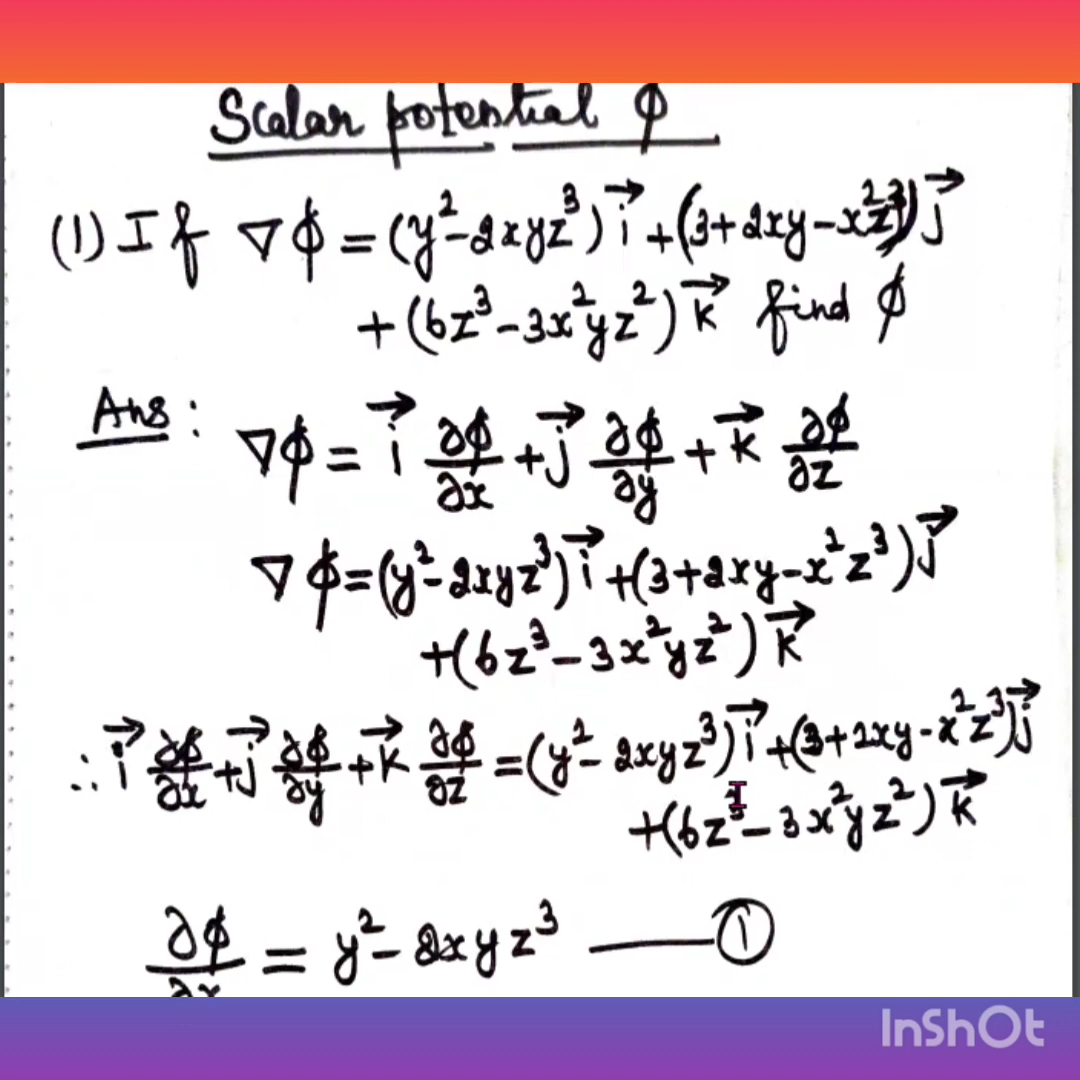 Scalar potential ϕ
(1) If ∇ϕ = (y²-2xyz³) i⃗ + (3+2xy-x²z³) j⃗
+ (6z³-3x²yz²) k⃗ find ϕ
Ans: ∇ϕ = i⃗ ∂ϕ/∂x + j⃗ ∂ϕ/∂y + k⃗ ∂ϕ/∂z
∇ϕ = (y²-2xyz³) i⃗ + (3+2xy-x²z³) j⃗
+ (6z³-3x²yz²) k⃗
∴ i⃗ ∂ϕ/∂x + j⃗ ∂ϕ/∂y + k⃗ ∂ϕ/∂z = (y²-2xyz³) i⃗ + (3+2xy-x²z³) j⃗
+ (6z³-3x²yz²) k⃗
∂ϕ/∂x = y²-2xyz³ —— ①
InShOt